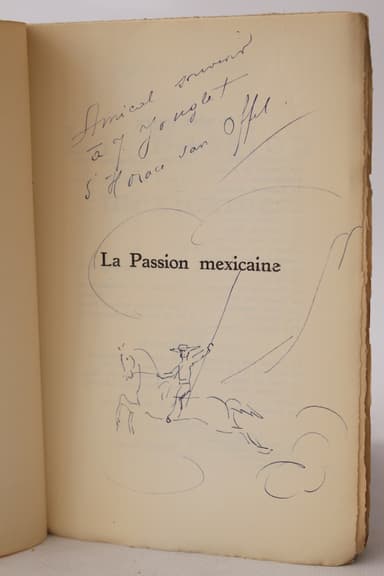 Amical souvenir
à J Jouglet
d'Horace van Offel.
La Passion mexicaine